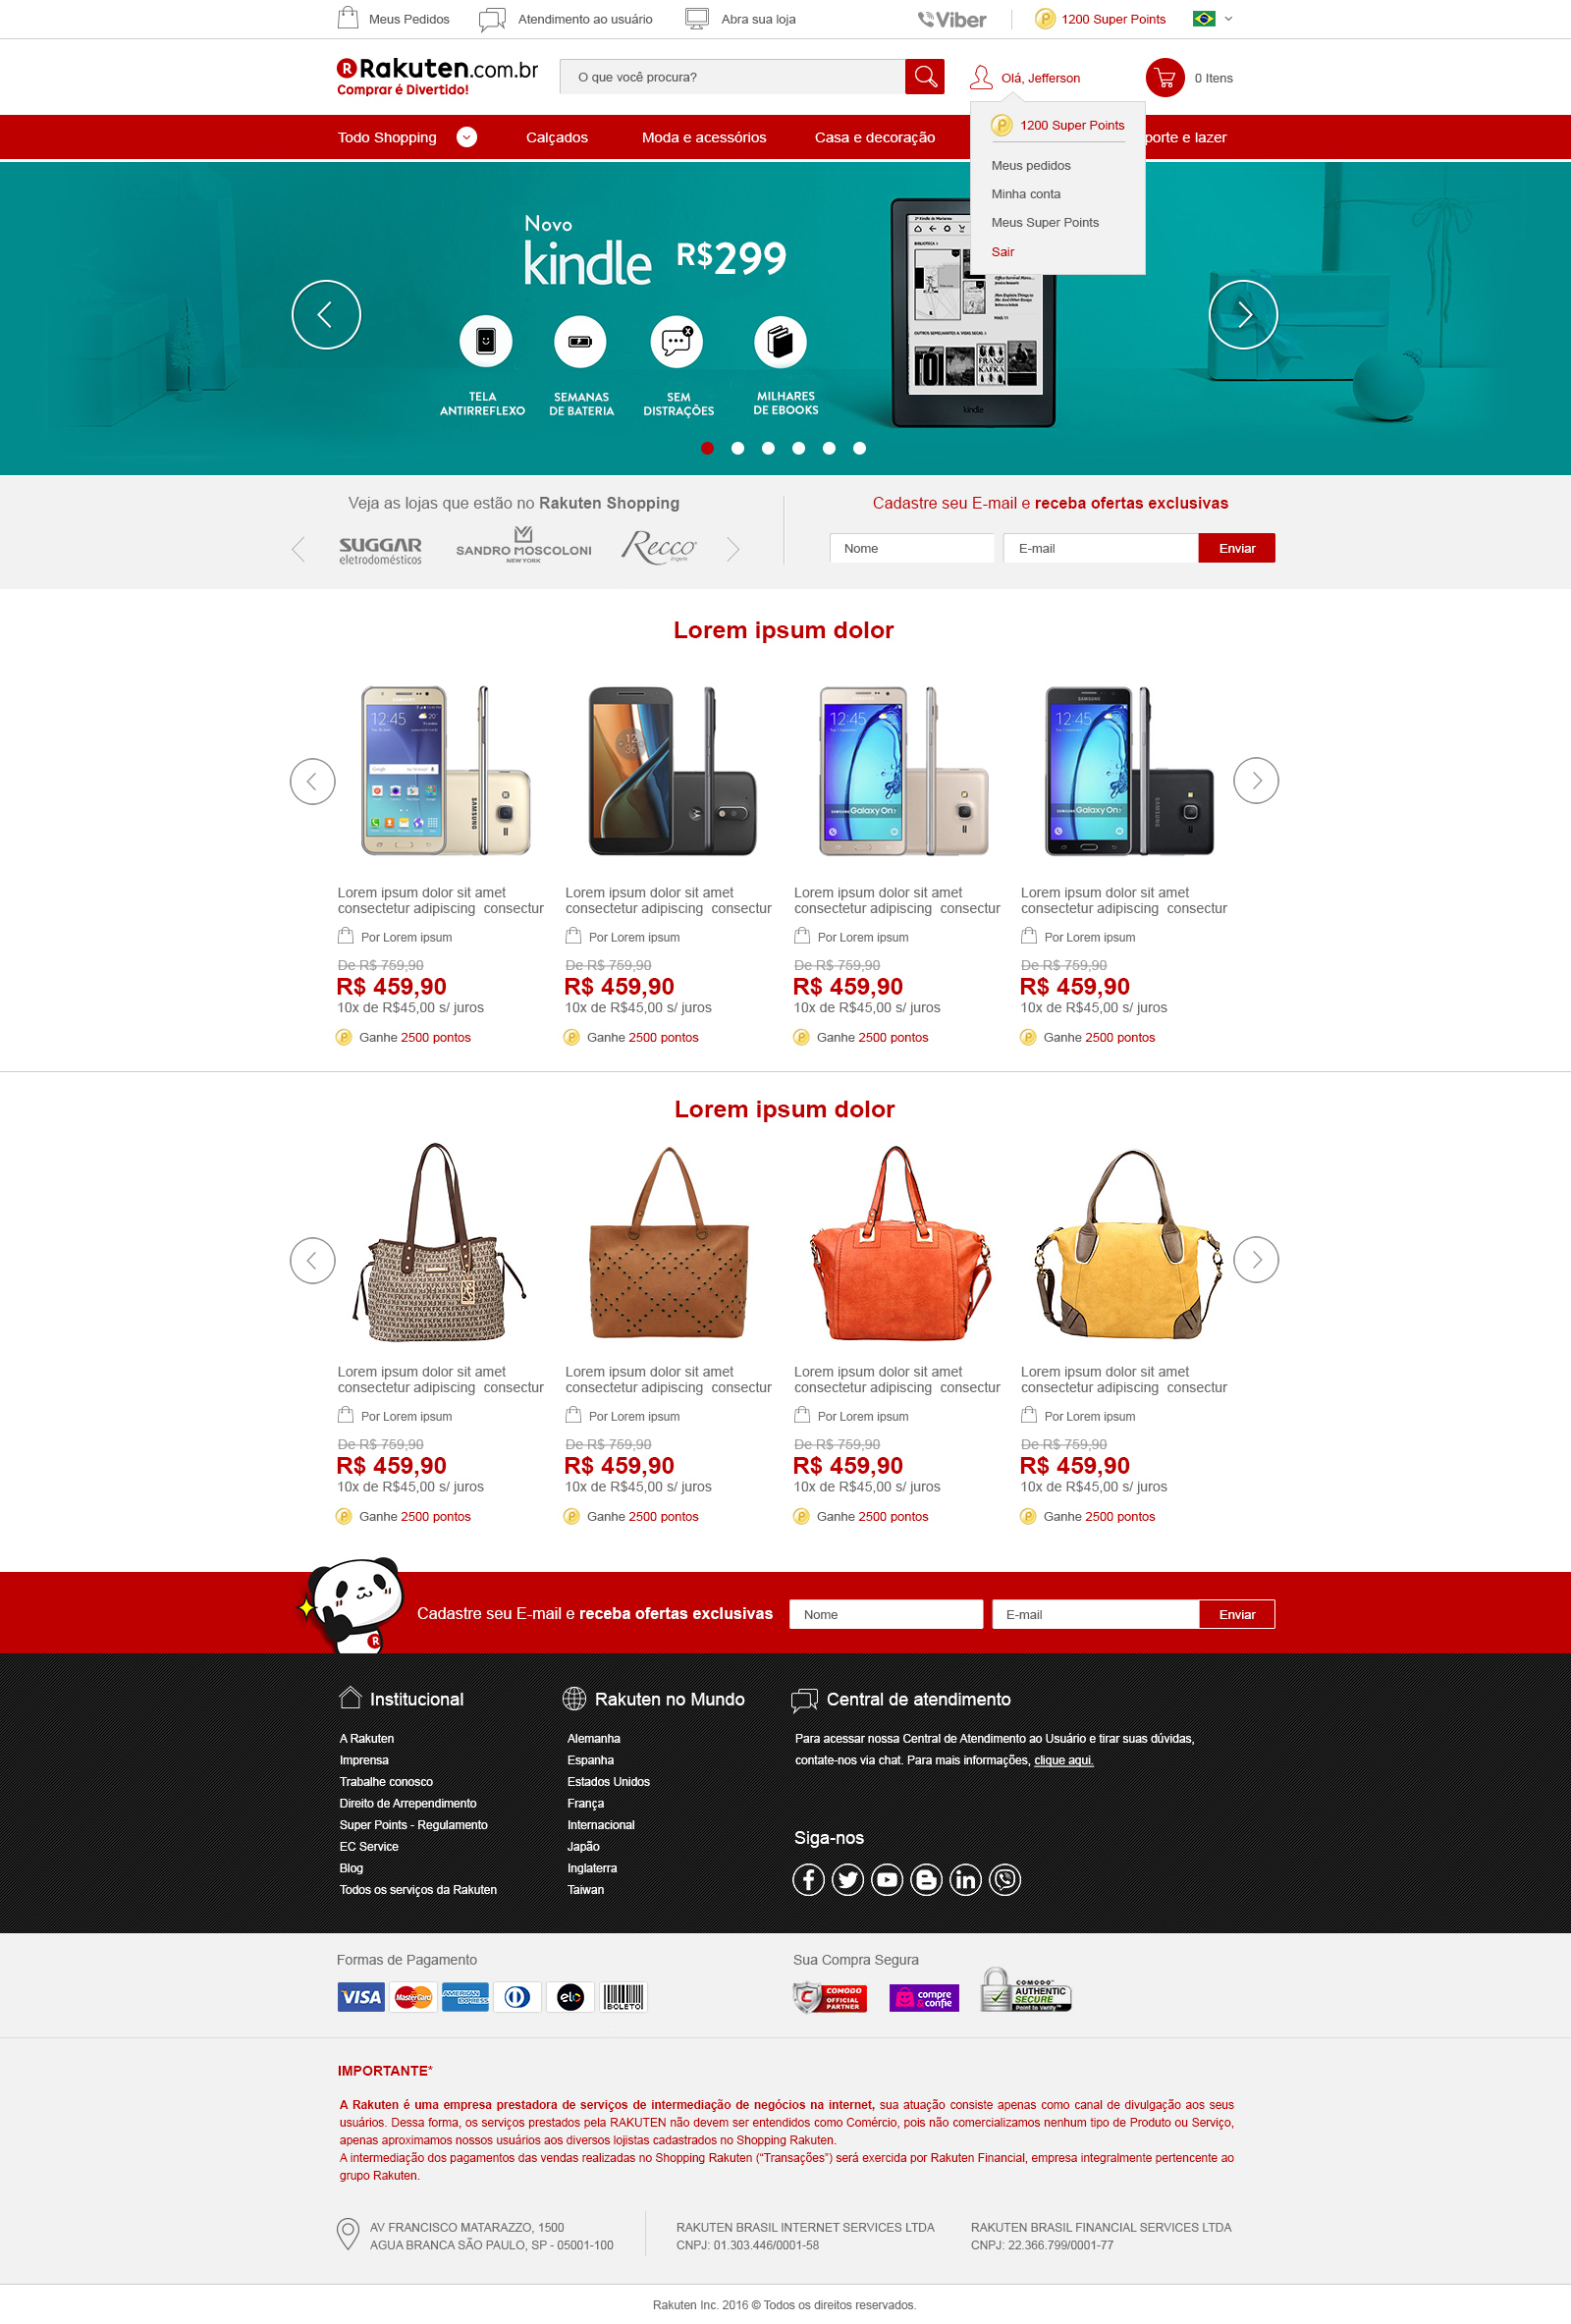 Meus Pedidos
Atendimento ao usuário
Abra sua loja
Viber
1200 Super Points
Rakuten.com.br
Comprar é Divertido!
O que você procura?
Olá, Jefferson
0 Itens
Todo Shopping
Calçados
Moda e acessórios
Casa e decoração
porte e lazer
1200 Super Points
Meus pedidos
Minha conta
Meus Super Points
Sair
Novo
kindle
R$299
TELA
ANTIRREFLEXO
SEMANAS
DE BATERIA
SEM
DISTRAÇÕES
MILHARES
DE EBOOKS
kindle
Veja as lojas que estão no Rakuten Shopping
SUGGAR
eletrodomésticos
SANDRO MOSCOLONI
NEW YORK
Recco
lingerie
Cadastre seu E-mail e receba ofertas exclusivas
Nome
E-mail
Enviar
Lorem ipsum dolor
12:45
SAMSUNG
12:45
Galaxy On7
SAMSUNG
12:45
Galaxy On7
SAMSUNG
Lorem ipsum dolor sit amet
consectetur adipiscing consectur
Por Lorem ipsum
De R$ 759,90
R$ 459,90
10x de R$45,00 s/ juros
Ganhe 2500 pontos
Lorem ipsum dolor sit amet
consectetur adipiscing consectur
Por Lorem ipsum
De R$ 759,90
R$ 459,90
10x de R$45,00 s/ juros
Ganhe 2500 pontos
Lorem ipsum dolor sit amet
consectetur adipiscing consectur
Por Lorem ipsum
De R$ 759,90
R$ 459,90
10x de R$45,00 s/ juros
Ganhe 2500 pontos
Lorem ipsum dolor sit amet
consectetur adipiscing consectur
Por Lorem ipsum
De R$ 759,90
R$ 459,90
10x de R$45,00 s/ juros
Ganhe 2500 pontos
Lorem ipsum dolor
Lorem ipsum dolor sit amet
consectetur adipiscing consectur
Por Lorem ipsum
De R$ 759,90
R$ 459,90
10x de R$45,00 s/ juros
Ganhe 2500 pontos
Lorem ipsum dolor sit amet
consectetur adipiscing consectur
Por Lorem ipsum
De R$ 759,90
R$ 459,90
10x de R$45,00 s/ juros
Ganhe 2500 pontos
Lorem ipsum dolor sit amet
consectetur adipiscing consectur
Por Lorem ipsum
De R$ 759,90
R$ 459,90
10x de R$45,00 s/ juros
Ganhe 2500 pontos
Lorem ipsum dolor sit amet
consectetur adipiscing consectur
Por Lorem ipsum
De R$ 759,90
R$ 459,90
10x de R$45,00 s/ juros
Ganhe 2500 pontos
Cadastre seu E-mail e receba ofertas exclusivas
Nome
E-mail
Enviar
Institucional
A Rakuten
Imprensa
Trabalhe conosco
Direito de Arrependimento
Super Points - Regulamento
EC Service
Blog
Todos os serviços da Rakuten
Rakuten no Mundo
Alemanha
Espanha
Estados Unidos
França
Internacional
Japão
Inglaterra
Taiwan
Central de atendimento
Para acessar nossa Central de Atendimento ao Usuário e tirar suas dúvidas,
contate-nos via chat. Para mais informações, clique aqui.
Siga-nos
Formas de Pagamento
VISA
MasterCard
AMERICAN EXPRESS
elo
BOLETO
Sua Compra Segura
COMODO
OFFICIAL
PARTNER
compre
&confie
COMODO
AUTHENTIC
SECURE
Point to Verify™
IMPORTANTE*
A Rakuten é uma empresa prestadora de serviços de intermediação de negócios na internet, sua atuação consiste apenas como canal de divulgação aos seus
usuários. Dessa forma, os serviços prestados pela RAKUTEN não devem ser entendidos como Comércio, pois não comercializamos nenhum tipo de Produto ou Serviço,
apenas aproximamos nossos usuários aos diversos lojistas cadastrados no Shopping Rakuten.
A intermediação dos pagamentos das vendas realizadas no Shopping Rakuten (“Transações”) será exercida por Rakuten Financial, empresa integralmente pertencente ao
grupo Rakuten.
AV FRANCISCO MATARAZZO, 1500
AGUA BRANCA SÃO PAULO, SP - 05001-100
RAKUTEN BRASIL INTERNET SERVICES LTDA
CNPJ: 01.303.446/0001-58
RAKUTEN BRASIL FINANCIAL SERVICES LTDA
CNPJ: 22.366.799/0001-77
Rakuten Inc. 2016 © Todos os direitos reservados.